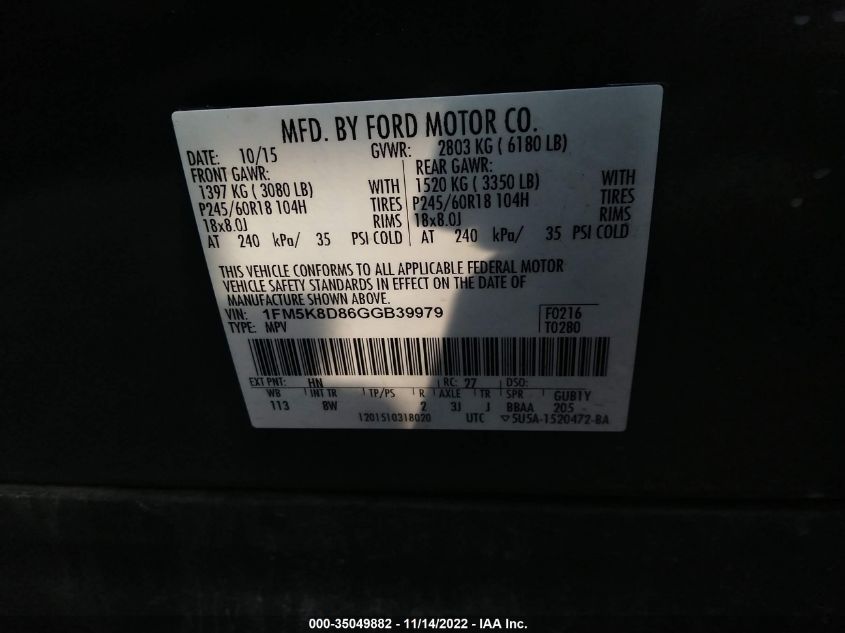 MFD. BY FORD MOTOR CO.
DATE: 10/15 GVWR: 2803 KG ( 6180 LB)
FRONT GAWR: REAR GAWR:
1397 KG ( 3080 LB) WITH 1520 KG ( 3350 LB) WITH
P245/60R18 104H TIRES P245/60R18 104H TIRES
18x8.0J RIMS 18x8.0J RIMS
AT 240 kPa/ 35 PSI COLD AT 240 kPa/ 35 PSI COLD
THIS VEHICLE CONFORMS TO ALL APPLICABLE FEDERAL MOTOR
VEHICLE SAFETY STANDARDS IN EFFECT ON THE DATE OF
MANUFACTURE SHOWN ABOVE.
VIN: 1FM5K8D86GGB39979 F0216
TYPE: MPV T0280
EXT PNT: HN RC: 27 DSO:
WB INT TR TP/PS R AXLE TR SPR GUB1Y
113 8W 2 3J J BBAA 205
1201510318020 UTC ▽5U5A-1520472-BA
000-35049882 - 11/14/2022 - IAA Inc.